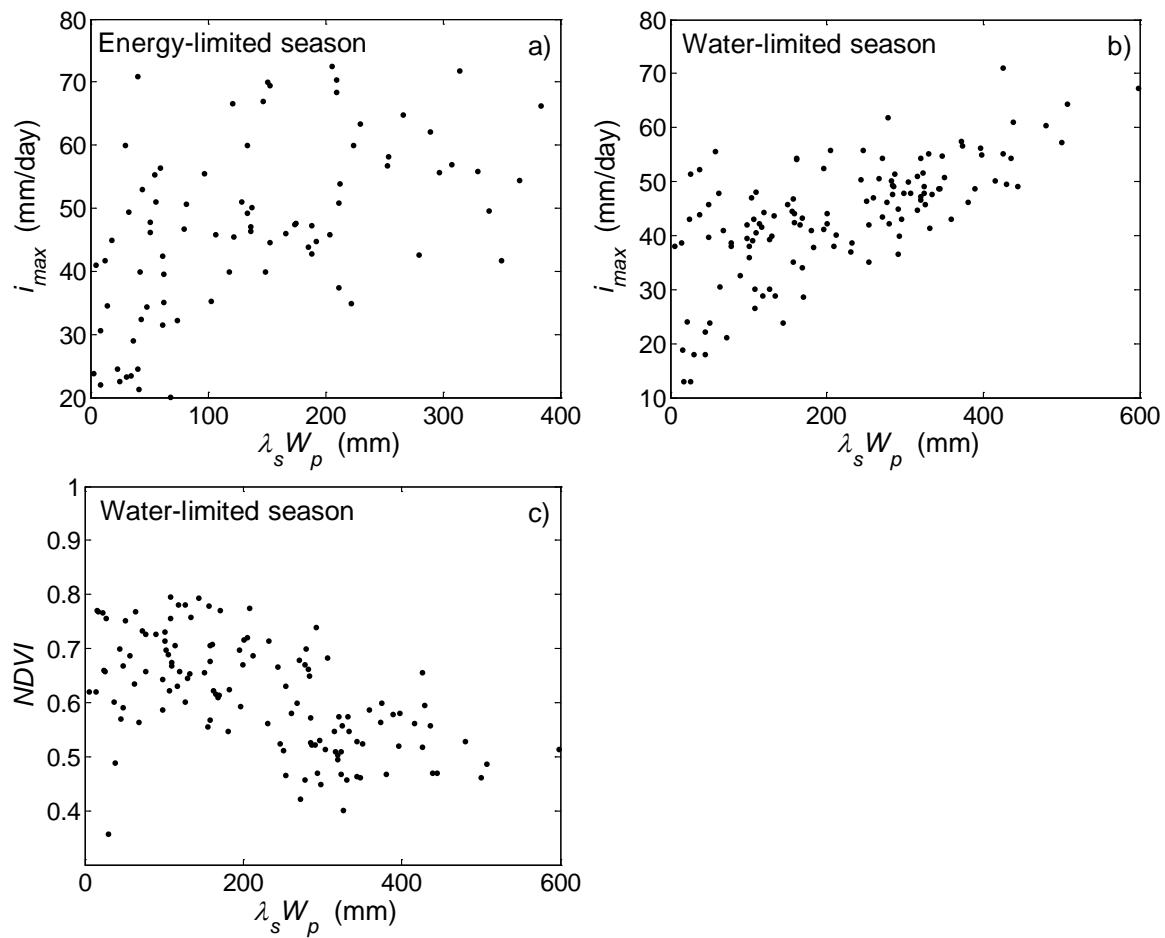 Energy-limited season a)
80
70
60
50
40
30
20
i_max (mm/day)
0 100 200 300 400
λ_s W_p (mm)
Water-limited season b)
80
70
60
50
40
30
20
10
i_max (mm/day)
0 200 400 600
λ_s W_p (mm)
Water-limited season c)
1
0.9
0.8
0.7
0.6
0.5
0.4
NDVI
0 200 400 600
λ_s W_p (mm)